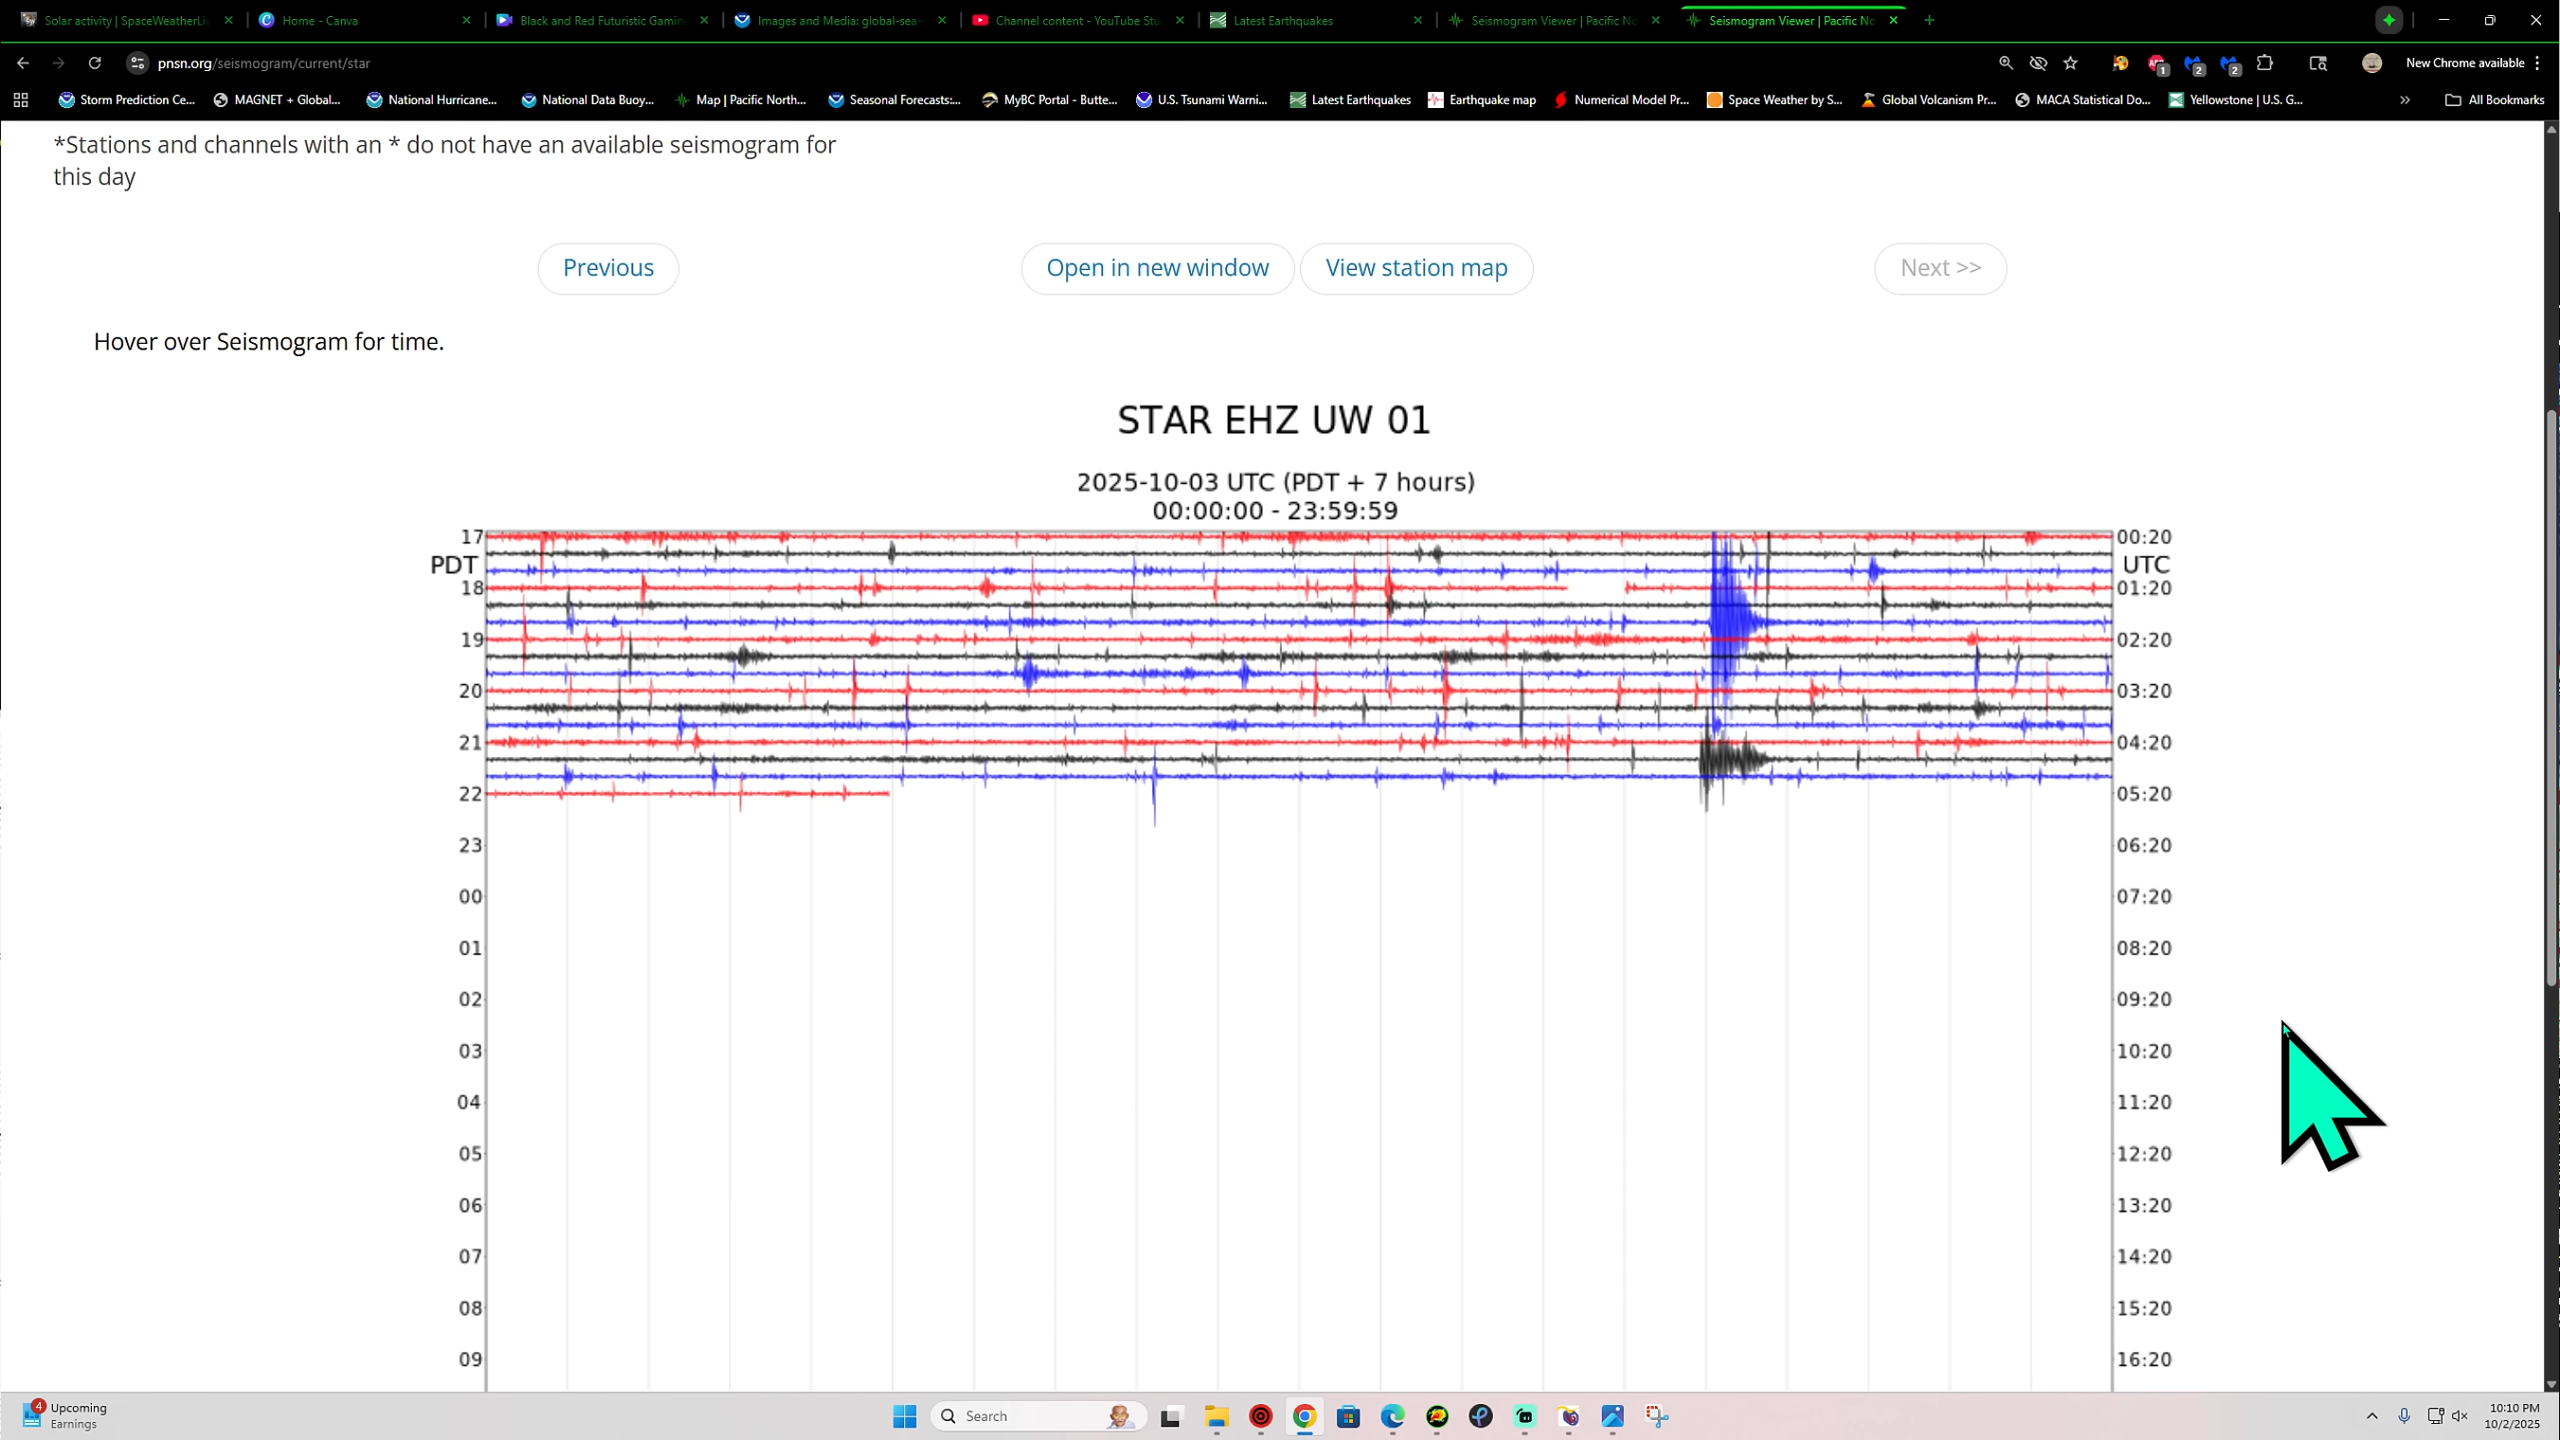 Solar activity | SpaceWeatherLi
Home - Canva
Black and Red Futuristic Gamin
Images and Media: global-sea-
Channel content - YouTube Stu
Latest Earthquakes
Seismogram Viewer | Pacific No
Seismogram Viewer | Pacific No
pnsn.org/seismogram/current/star
1
2
2
New Chrome available
Storm Prediction Ce...
MAGNET + Global...
National Hurricane...
National Data Buoy...
Map | Pacific North...
Seasonal Forecasts:...
MyBC Portal - Butte...
U.S. Tsunami Warni...
Latest Earthquakes
Earthquake map
Numerical Model Pr...
Space Weather by S...
Global Volcanism Pr...
MACA Statistical Do...
Yellowstone | U.S. G...
»
All Bookmarks
*Stations and channels with an * do not have an available seismogram for
this day
Previous
Open in new window
View station map
Next >>
Hover over Seismogram for time.
STAR EHZ UW 01
2025-10-03 UTC (PDT + 7 hours)
00:00:00 - 23:59:59
17 00:20
PDT UTC
18 01:20
19 02:20
20 03:20
21 04:20
22 05:20
23 06:20
00 07:20
01 08:20
02 09:20
03 10:20
04 11:20
05 12:20
06 13:20
07 14:20
08 15:20
09 16:20
4
Upcoming
Earnings
Search
10:10 PM
10/2/2025